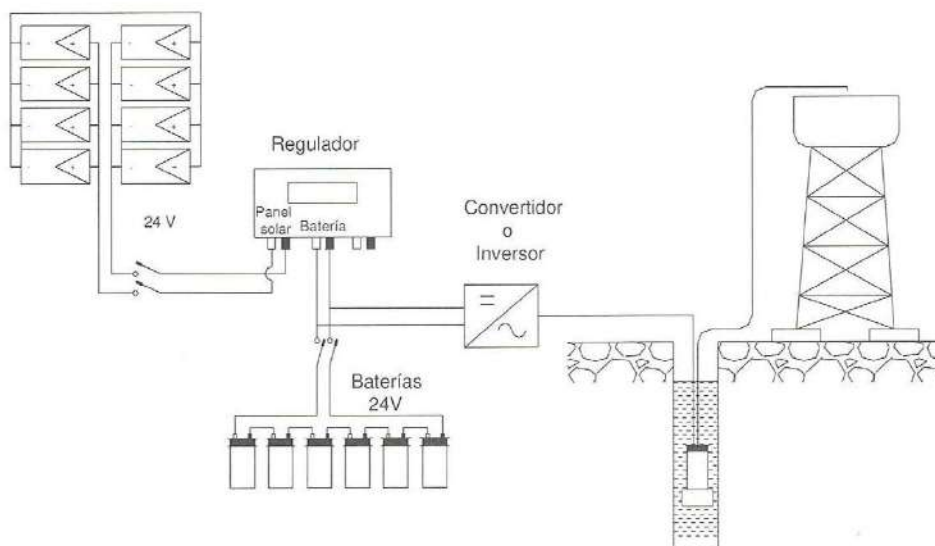 Regulador
Panel
solar
Batería
24 V
Convertidor
o
Inversor
Baterías
24V